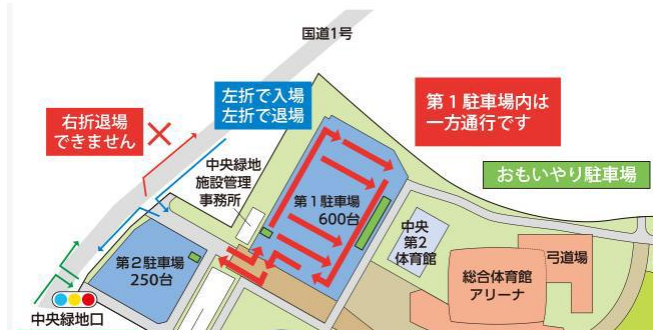 国道1号
左折で入場
左折で退場
第1駐車場内は
一方通行です
右折退場
できません
おもいやり駐車場
中央緑地
施設管理
事務所
第1駐車場
600台
中央
第2
体育館
弓道場
総合体育館
アリーナ
第2駐車場
250台
中央緑地口